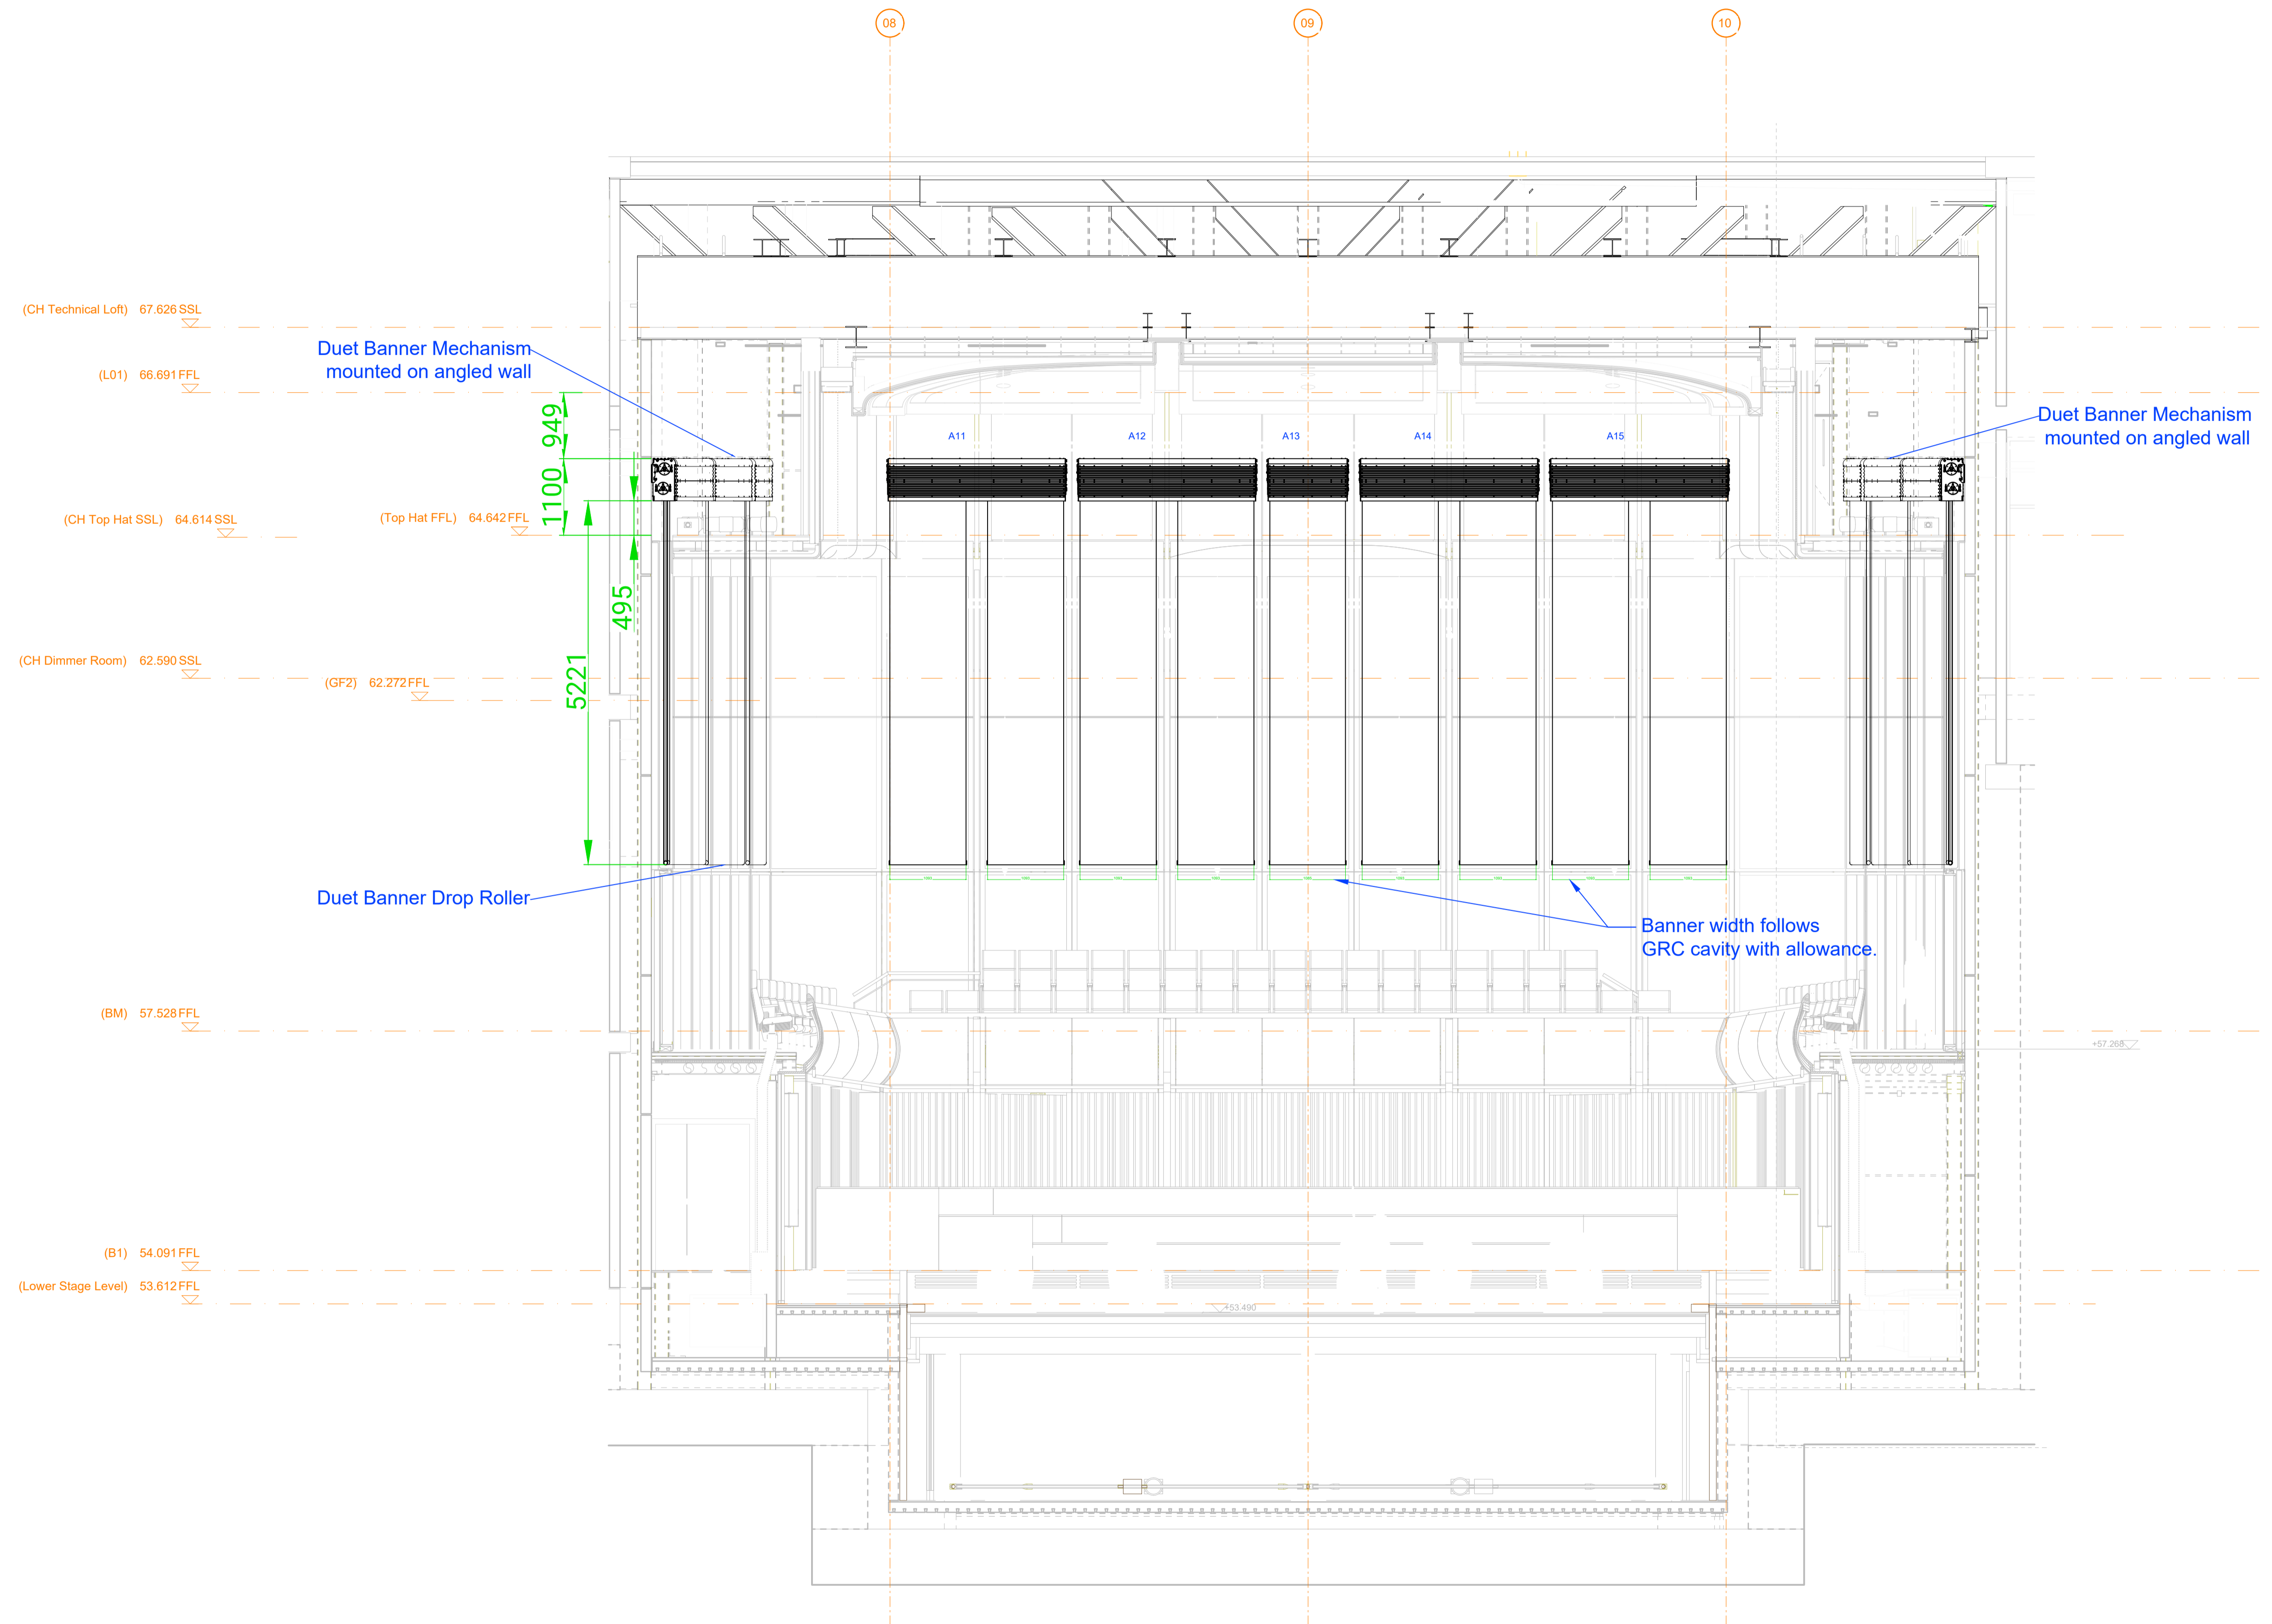 08
09
10
(CH Technical Loft) 67.626 SSL
Duet Banner Mechanism
mounted on angled wall
(L01) 66.691 FFL
949
Duet Banner Mechanism
mounted on angled wall
A11
A12
A13
A14
A15
1100
(CH Top Hat SSL) 64.614 SSL
(Top Hat FFL) 64.642 FFL
495
5221
(CH Dimmer Room) 62.590 SSL
(GF2) 62.272 FFL
Duet Banner Drop Roller
Banner width follows
GRC cavity with allowance.
(BM) 57.528 FFL
+57.268
(B1) 54.091 FFL
(Lower Stage Level) 53.612 FFL
+53.490